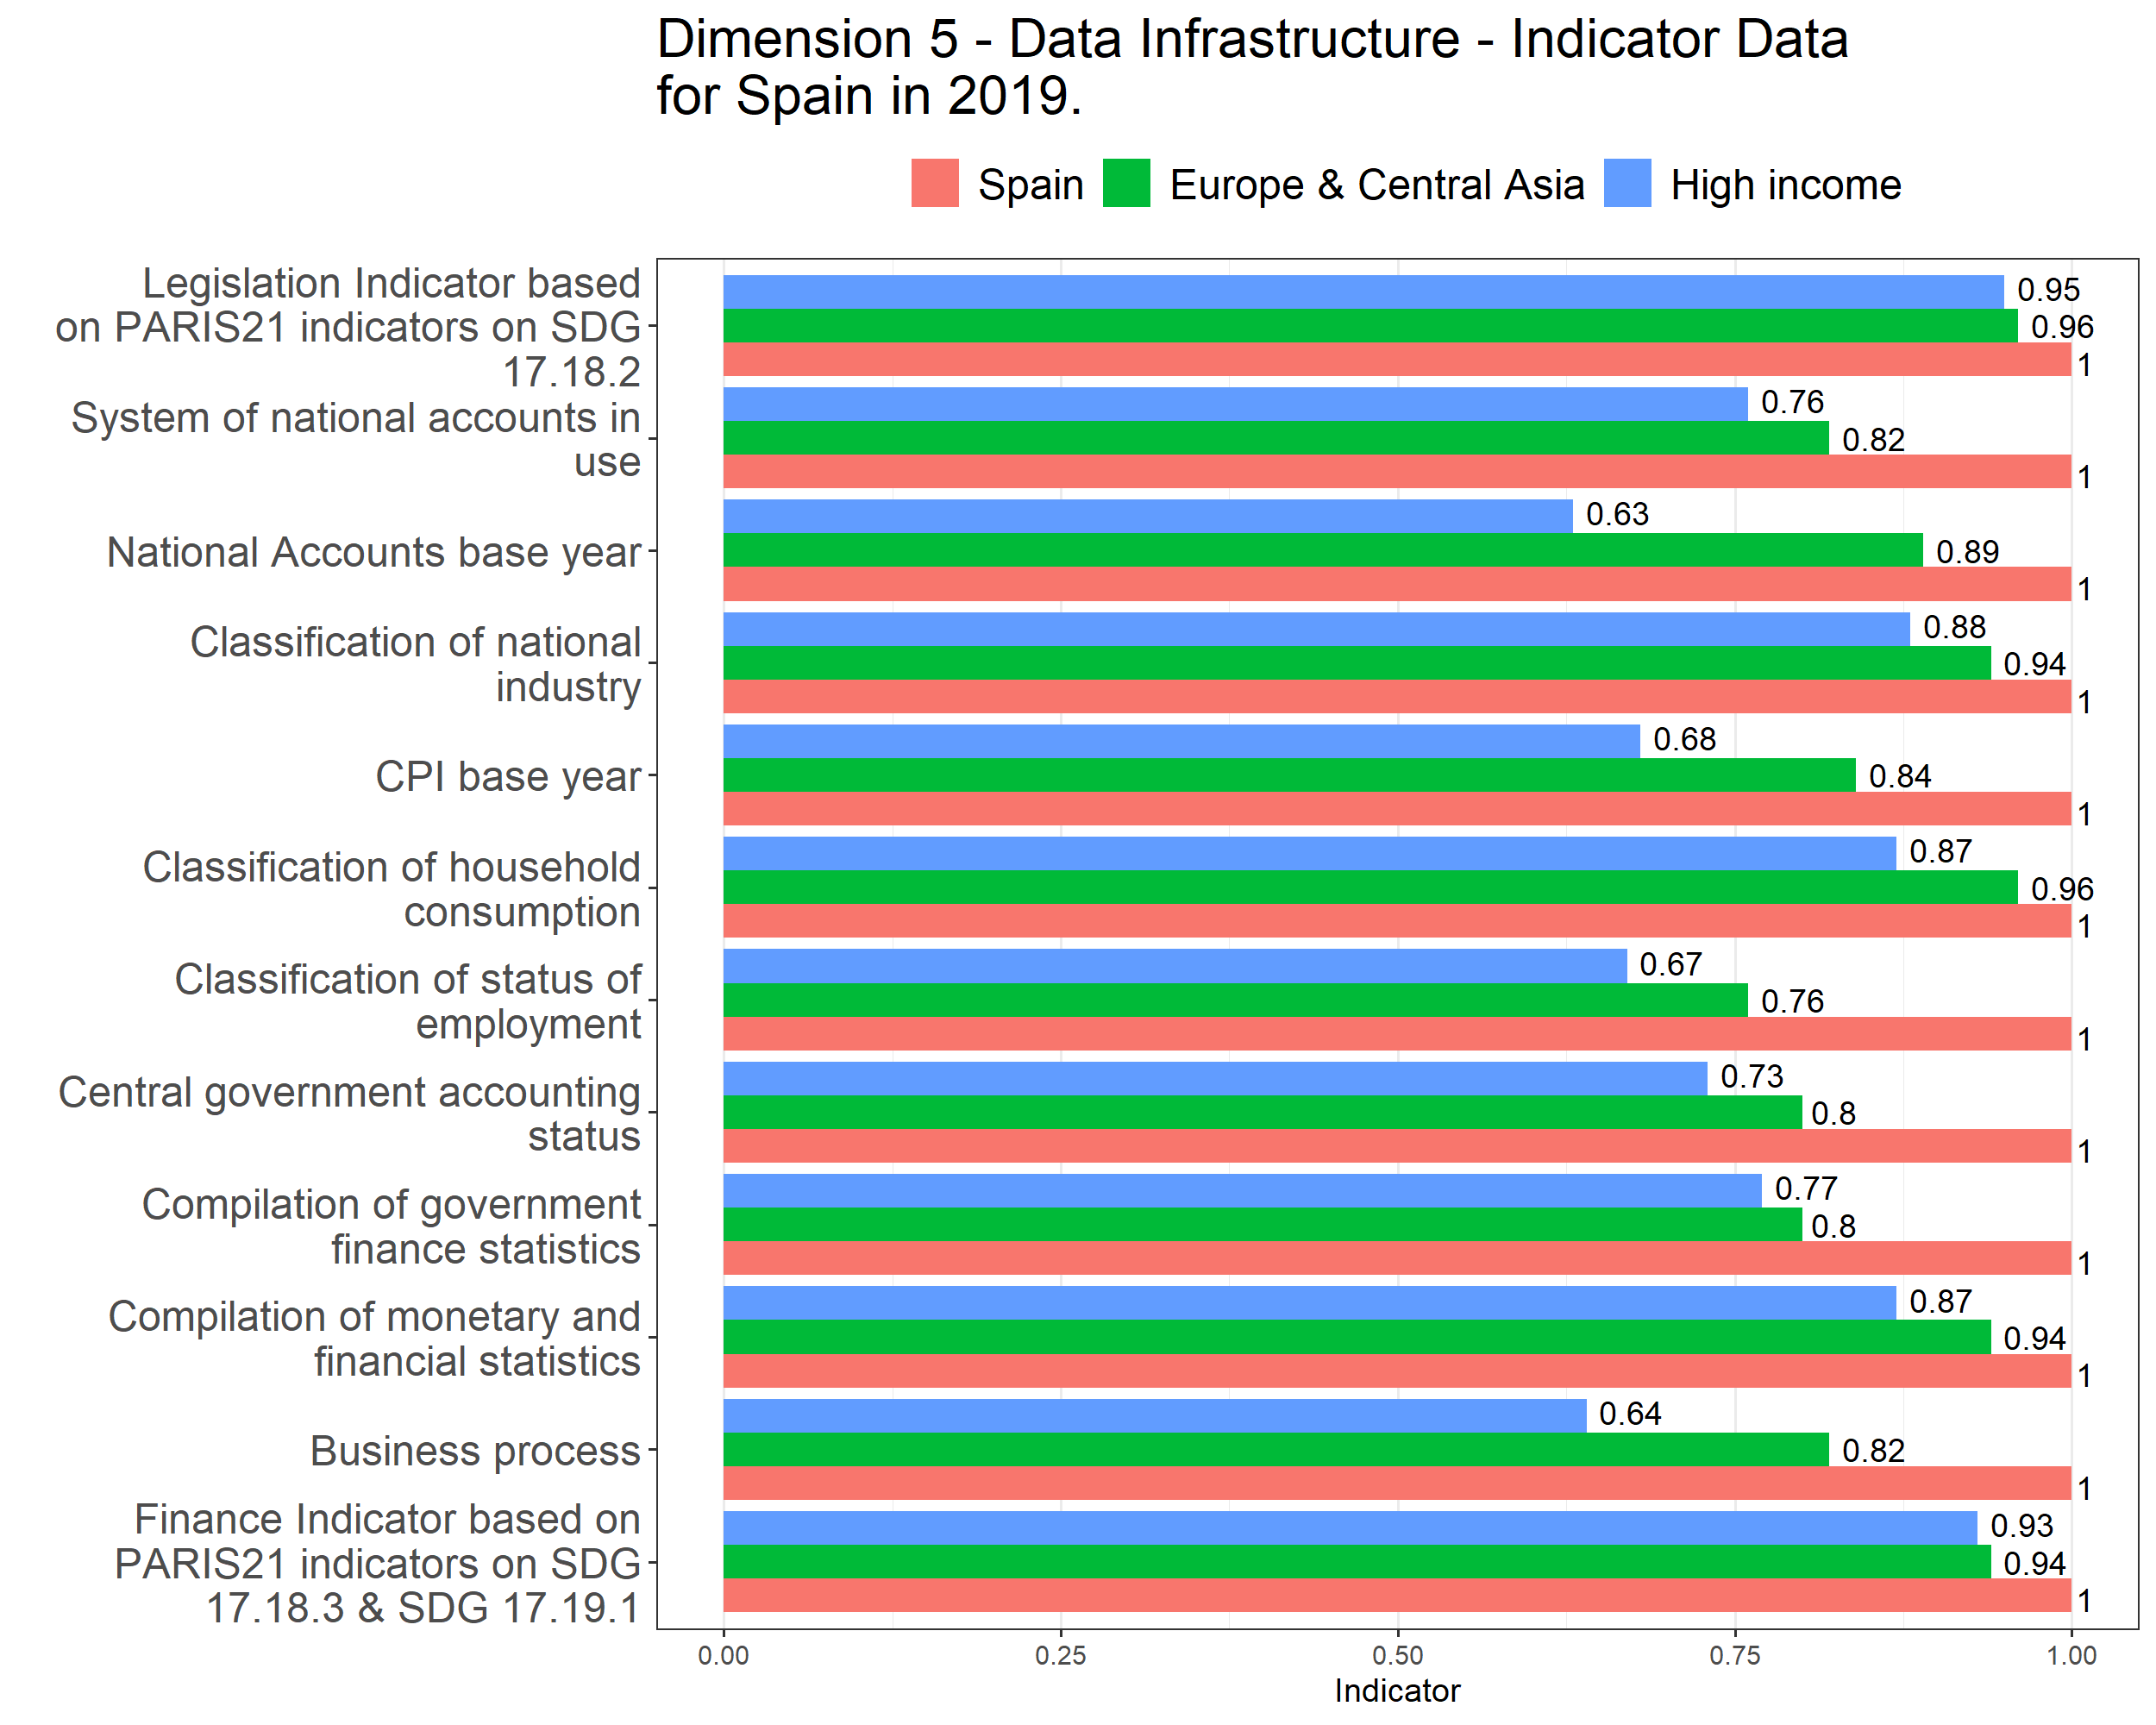 Dimension 5 - Data Infrastructure - Indicator Data
for Spain in 2019.
Spain Europe & Central Asia High income
Legislation Indicator based
on PARIS21 indicators on SDG
17.18.2
0.95
0.96
1
System of national accounts in
use
0.76
0.82
1
National Accounts base year
0.63
0.89
1
Classification of national
industry
0.88
0.94
1
CPI base year
0.68
0.84
1
Classification of household
consumption
0.87
0.96
1
Classification of status of
employment
0.67
0.76
1
Central government accounting
status
0.73
0.8
1
Compilation of government
finance statistics
0.77
0.8
1
Compilation of monetary and
financial statistics
0.87
0.94
1
Business process
0.64
0.82
1
Finance Indicator based on
PARIS21 indicators on SDG
17.18.3 & SDG 17.19.1
0.93
0.94
1
0.00 0.25 0.50 0.75 1.00
Indicator